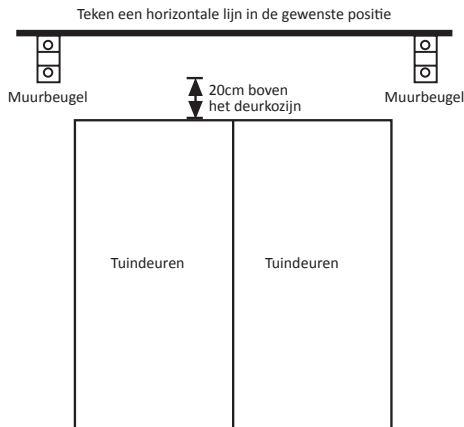 Teken een horizontale lijn in de gewenste positie
Muurbeugel
20cm boven
het deurkozijn
Muurbeugel
Tuindeuren
Tuindeuren